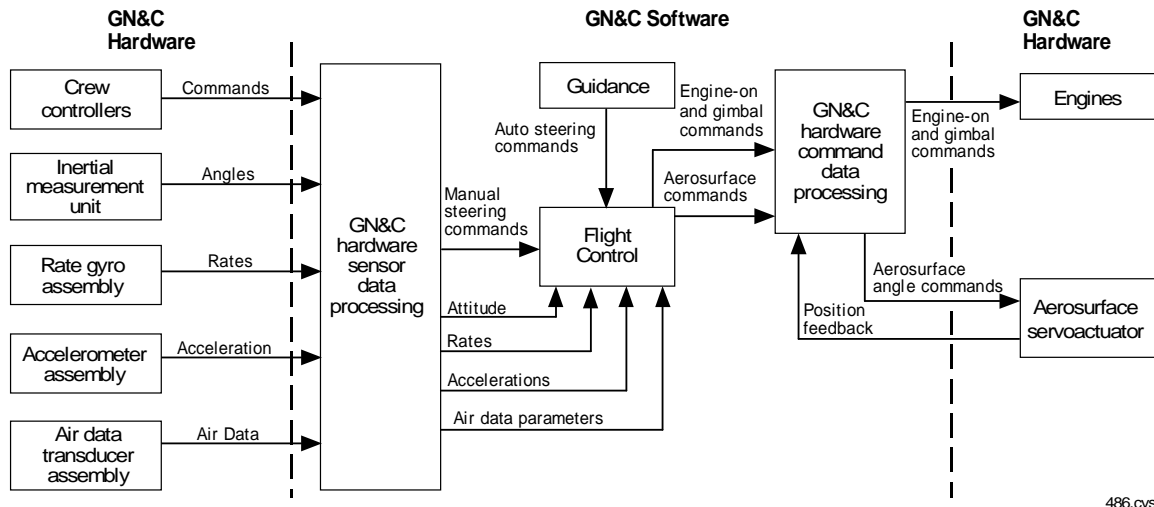 GN&C
Hardware
GN&C Software
GN&C
Hardware
Crew
controllers
Commands
Inertial
measurement
unit
Angles
Rate gyro
assembly
Rates
Accelerometer
assembly
Acceleration
Air data
transducer
assembly
Air Data
GN&C
hardware
sensor
data
processing
Manual
steering
commands
Attitude
Rates
Accelerations
Air data parameters
Guidance
Auto steering
commands
Flight
Control
Engine-on
and gimbal
commands
Aerosurface
commands
GN&C
hardware
command
data
processing
Engine-on
and gimbal
commands
Aerosurface
angle commands
Position
feedback
Engines
Aerosurface
servoactuator
486.cvs